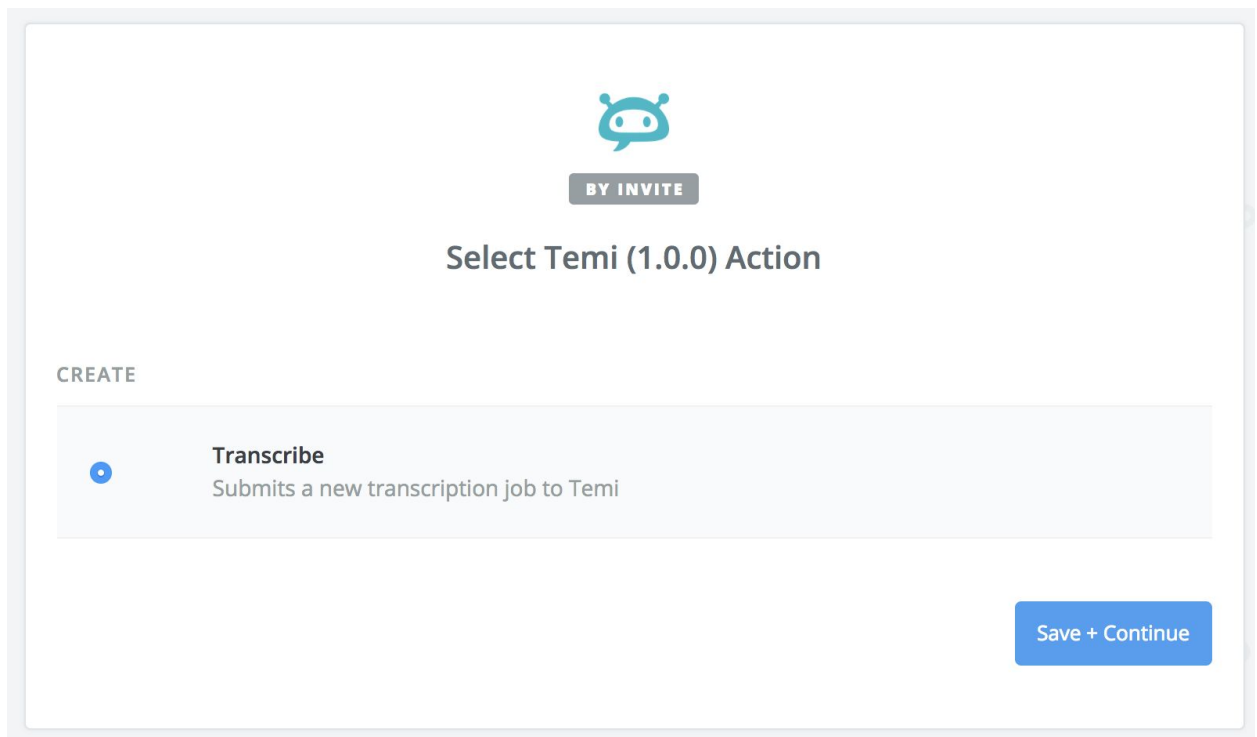 BY INVITE
Select Temi (1.0.0) Action
CREATE
Transcribe
Submits a new transcription job to Temi
Save + Continue